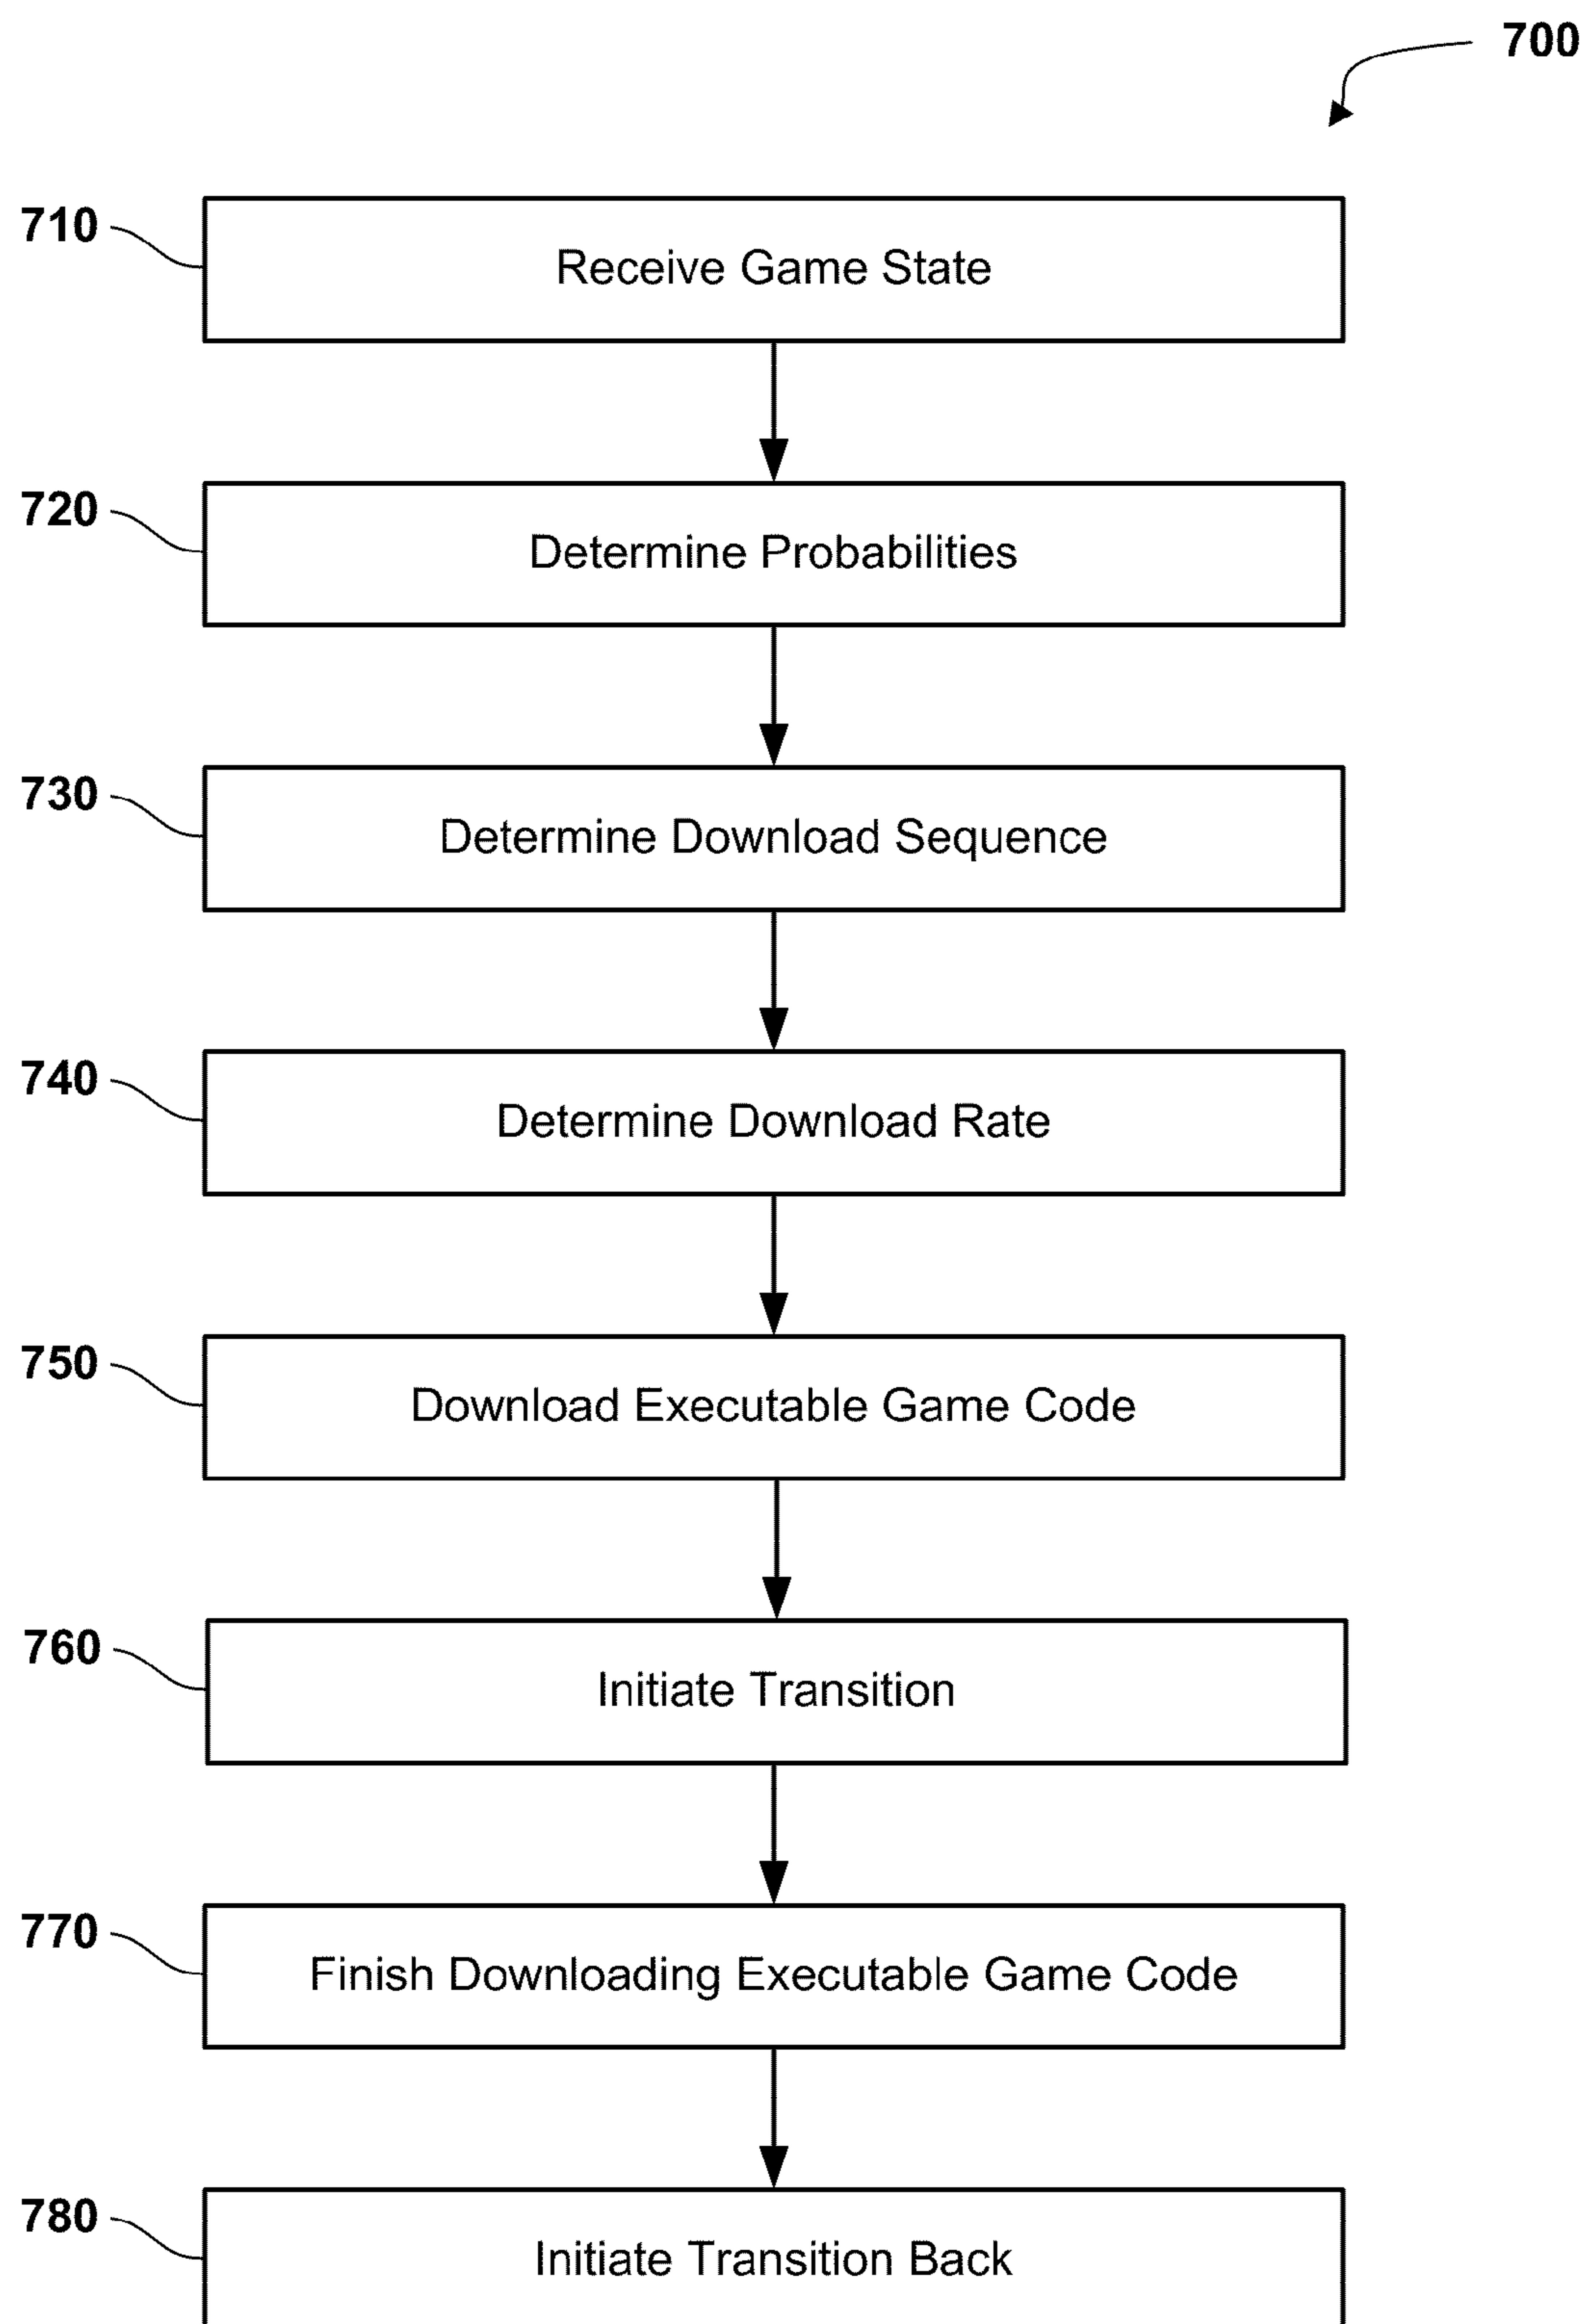 700
710
Receive Game State
720
Determine Probabilities
730
Determine Download Sequence
740
Determine Download Rate
750
Download Executable Game Code
760
Initiate Transition
770
Finish Downloading Executable Game Code
780
Initiate Transition Back